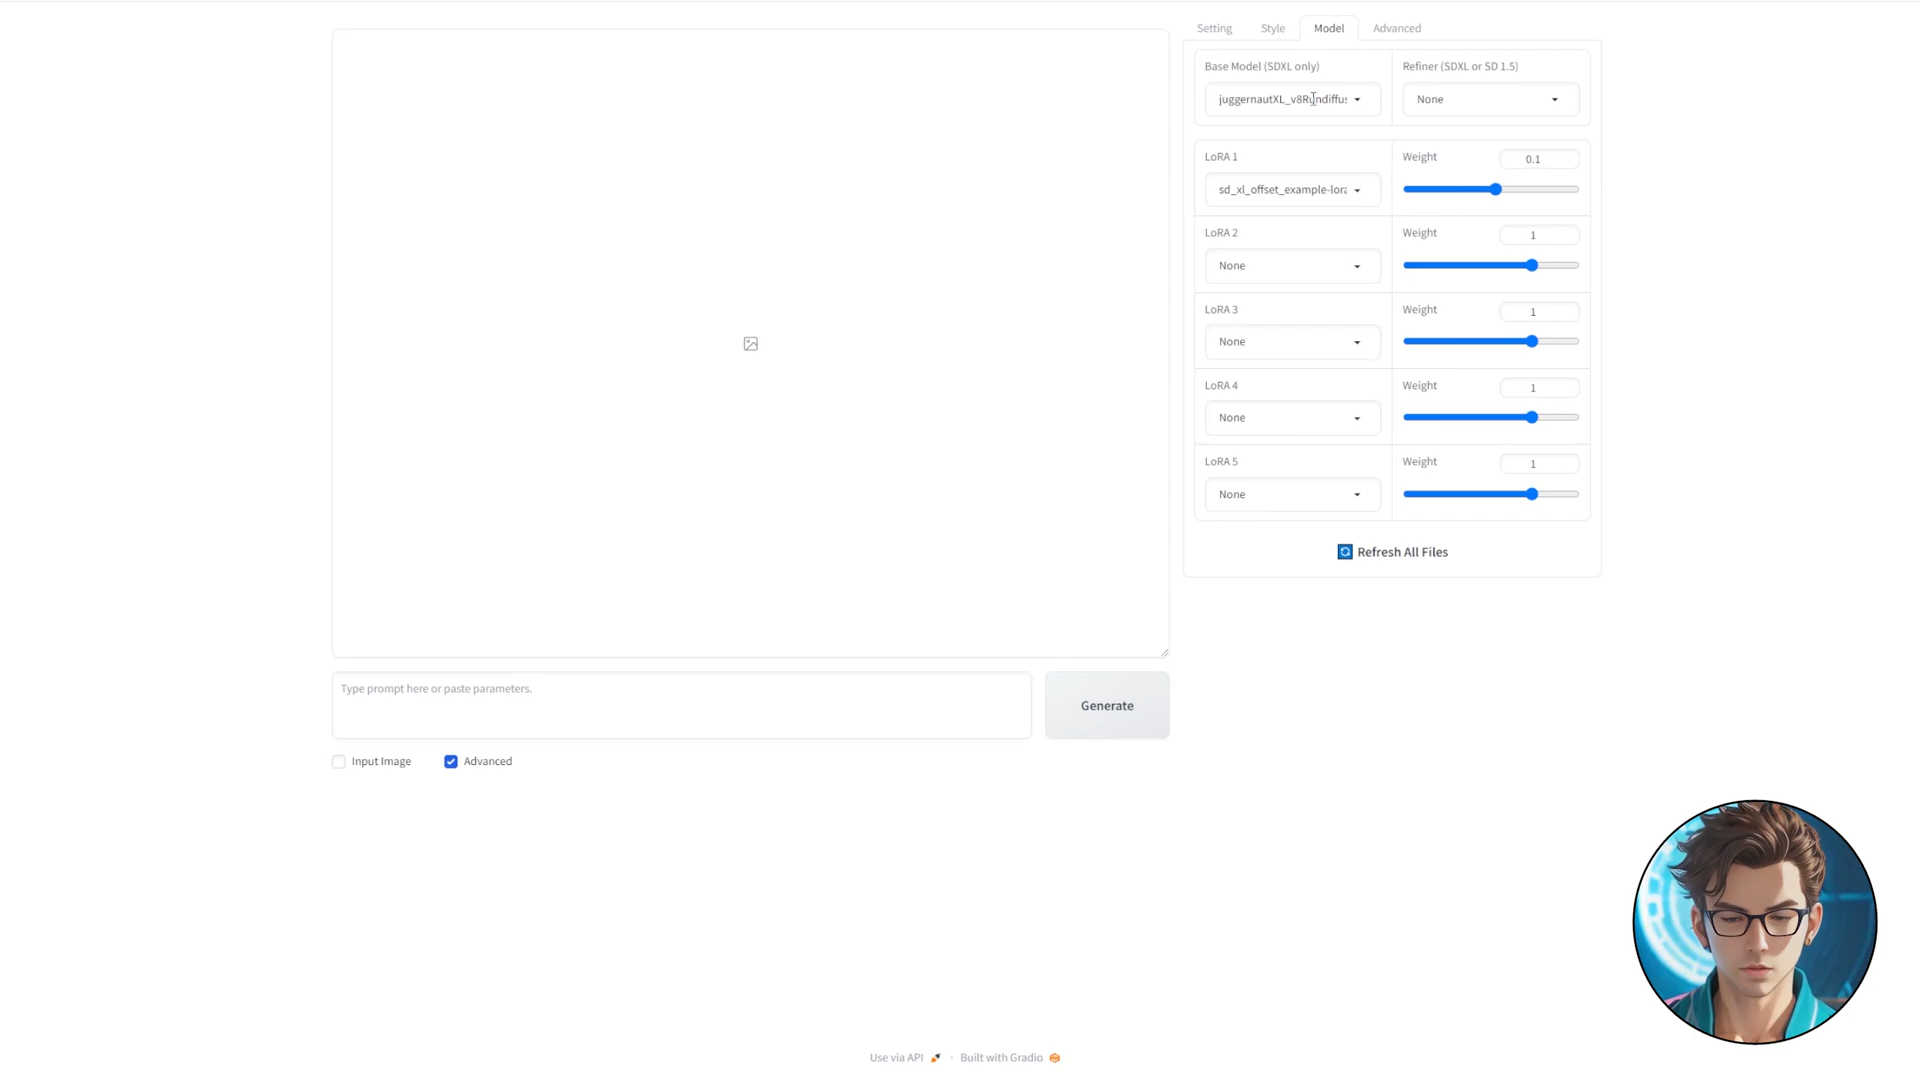 Setting Style Model Advanced
Base Model (SDXL only) Refiner (SDXL or SD 1.5)
juggernautXL_v8Rundiffus None
LoRA 1 Weight 0.1
sd_xl_offset_example-lora
LoRA 2 Weight 1
None
LoRA 3 Weight 1
None
LoRA 4 Weight 1
None
LoRA 5 Weight 1
None
Refresh All Files
Type prompt here or paste parameters.
Generate
Input Image Advanced
Use via API · Built with Gradio